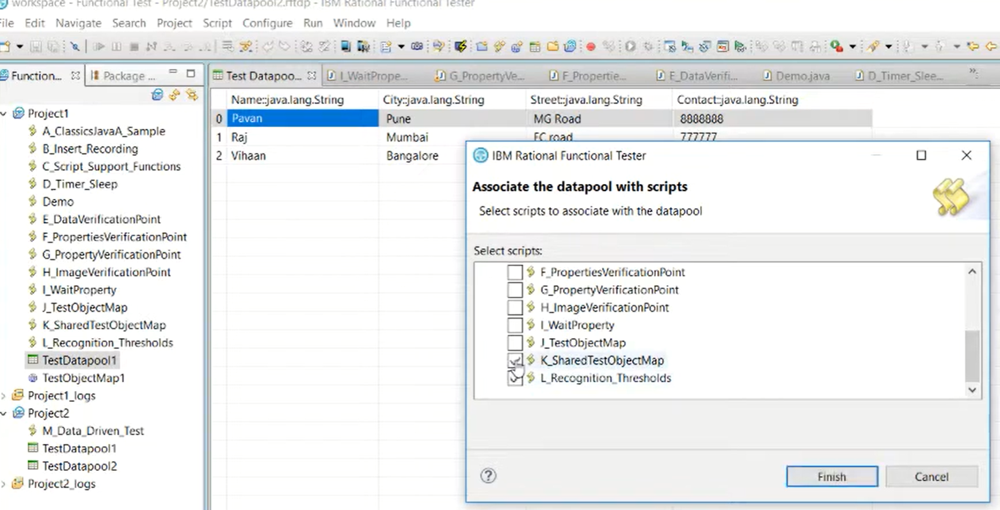 workspace - Functional Test - Project2/TestDatapool2.rftdp - IBM Rational Functional Tester
File Edit Navigate Search Project Script Configure Run Window Help
Function... Package ...
Test Datapoo... I_WaitPrope... G_PropertyVe... F_Propertie... E_DataVerifi... Demo.java D_Timer_Slee...
Name::java.lang.String City::java.lang.String Street::java.lang.String Contact::java.lang.String
0 Pavan Pune MG Road 8888888
1 Raj Mumbai FC road 777777
2 Vihaan Bangalore
Project1
A_ClassicsJavaA_Sample
B_Insert_Recording
C_Script_Support_Functions
D_Timer_Sleep
Demo
E_DataVerificationPoint
F_PropertiesVerificationPoint
G_PropertyVerificationPoint
H_ImageVerificationPoint
I_WaitProperty
J_TestObjectMap
K_SharedTestObjectMap
L_Recognition_Thresholds
TestDatapool1
TestObjectMap1
Project1_logs
Project2
M_Data_Driven_Test
TestDatapool1
TestDatapool2
Project2_logs
IBM Rational Functional Tester
Associate the datapool with scripts
Select scripts to associate with the datapool
Select scripts:
F_PropertiesVerificationPoint
G_PropertyVerificationPoint
H_ImageVerificationPoint
I_WaitProperty
J_TestObjectMap
K_SharedTestObjectMap
L_Recognition_Thresholds
Finish Cancel